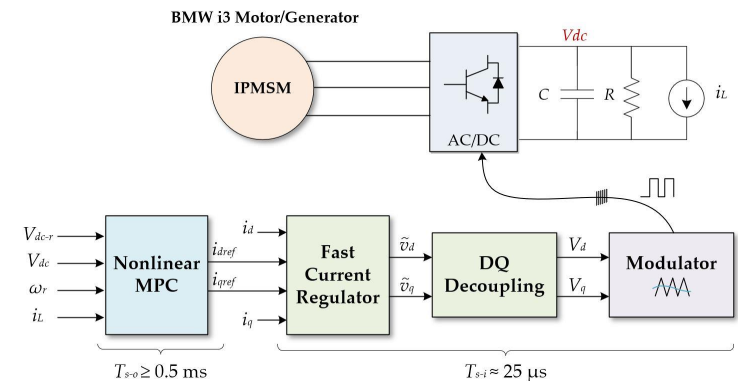 BMW i3 Motor/Generator
IPMSM
AC/DC
Vdc
C
R
iL
Vdc-r
Vdc
ωr
iL
Nonlinear
MPC
idref
iqref
id
iq
Fast
Current
Regulator
ṽd
ṽq
DQ
Decoupling
Vd
Vq
Modulator
Ts-o ≥ 0.5 ms
Ts-i ≈ 25 µs